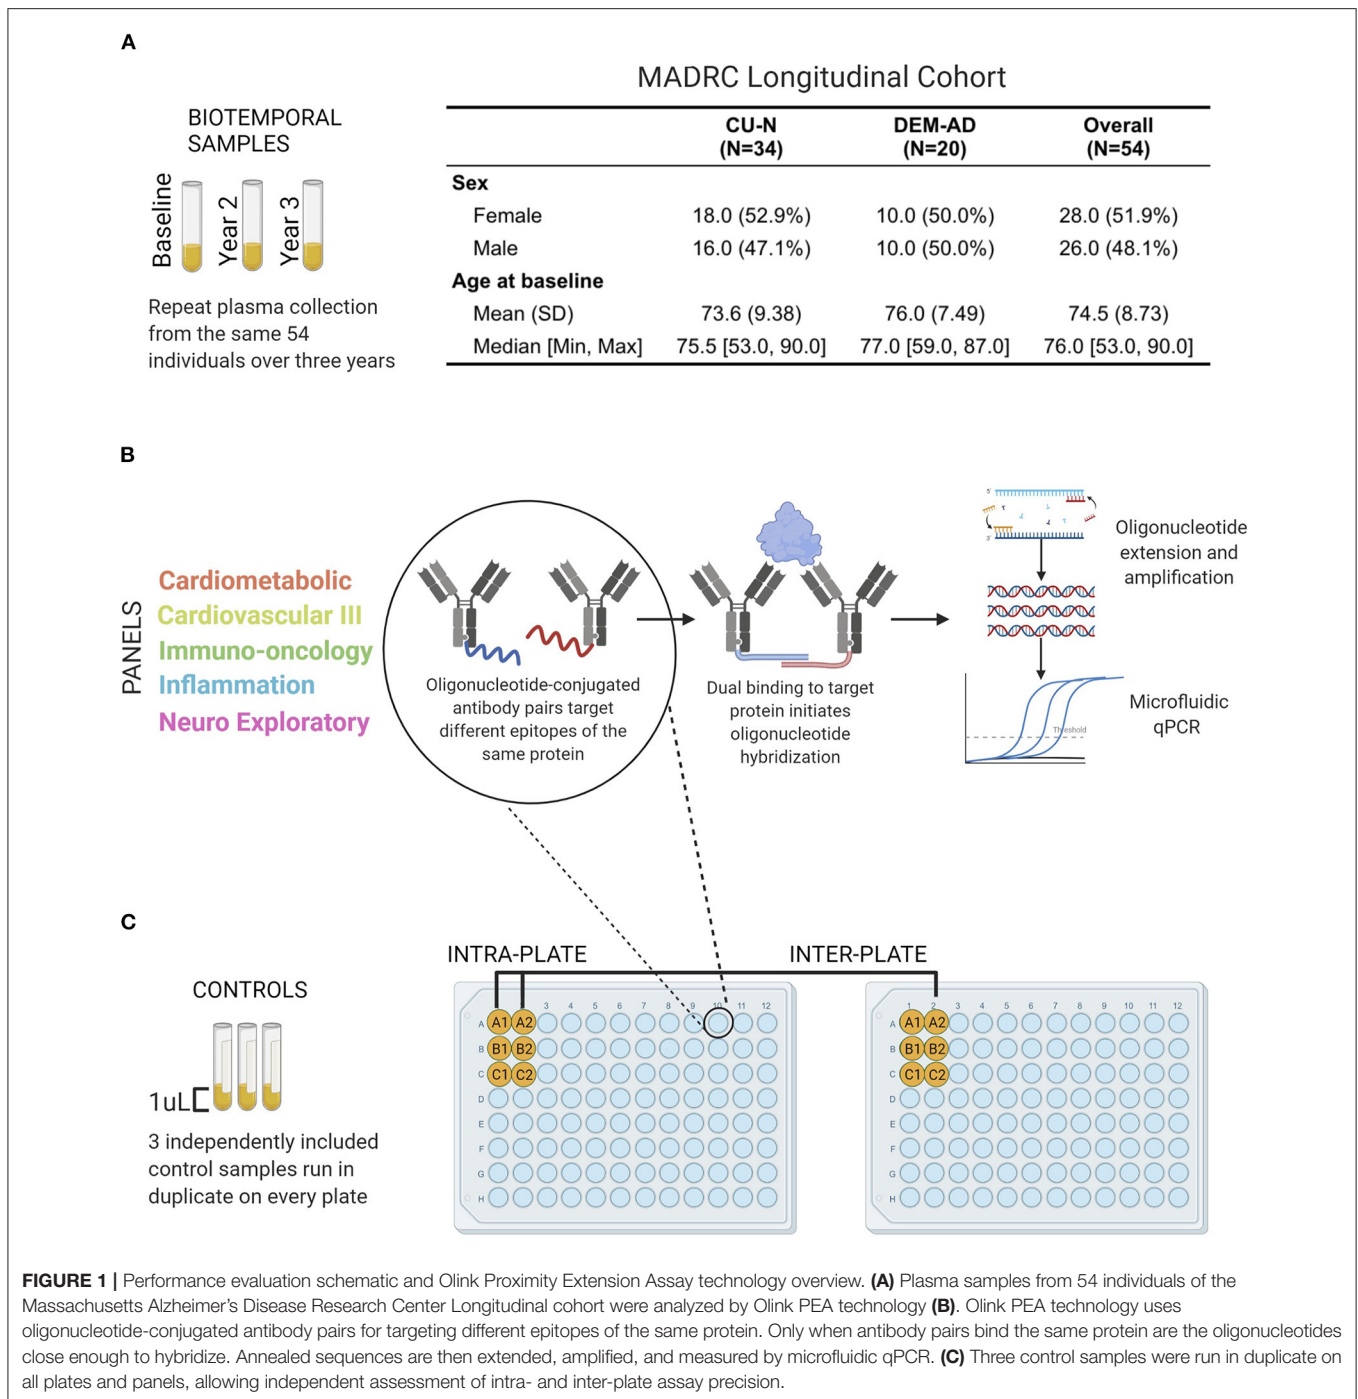 A
MADRC Longitudinal Cohort
BIOTEMPORAL
SAMPLES
Baseline
Year 2
Year 3
Repeat plasma collection
from the same 54
individuals over three years
CU-N DEM-AD Overall
(N=34) (N=20) (N=54)
Sex
Female 18.0 (52.9%) 10.0 (50.0%) 28.0 (51.9%)
Male 16.0 (47.1%) 10.0 (50.0%) 26.0 (48.1%)
Age at baseline
Mean (SD) 73.6 (9.38) 76.0 (7.49) 74.5 (8.73)
Median [Min, Max] 75.5 [53.0, 90.0] 77.0 [59.0, 87.0] 76.0 [53.0, 90.0]
B
PANELS
Cardiometabolic
Cardiovascular III
Immuno-oncology
Inflammation
Neuro Exploratory
Oligonucleotide-conjugated
antibody pairs target
different epitopes of the
same protein
Dual binding to target
protein initiates
oligonucleotide
hybridization
5'
3'
Oligonucleotide
extension and
amplification
Microfluidic
qPCR
Threshold
C
CONTROLS
1uL
3 independently included
control samples run in
duplicate on every plate
INTRA-PLATE INTER-PLATE
3 4 5 6 7 8 9 10 11 12
A A1 A2
B B1 B2
C C1 C2
D
E
F
G
H
1 2 3 4 5 6 7 8 9 10 11 12
A A1 A2
B B1 B2
C C1 C2
D
E
F
G
H
FIGURE 1 | Performance evaluation schematic and Olink Proximity Extension Assay technology overview. (A) Plasma samples from 54 individuals of the
Massachusetts Alzheimer's Disease Research Center Longitudinal cohort were analyzed by Olink PEA technology (B). Olink PEA technology uses
oligonucleotide-conjugated antibody pairs for targeting different epitopes of the same protein. Only when antibody pairs bind the same protein are the oligonucleotides
close enough to hybridize. Annealed sequences are then extended, amplified, and measured by microfluidic qPCR. (C) Three control samples were run in duplicate on
all plates and panels, allowing independent assessment of intra- and inter-plate assay precision.